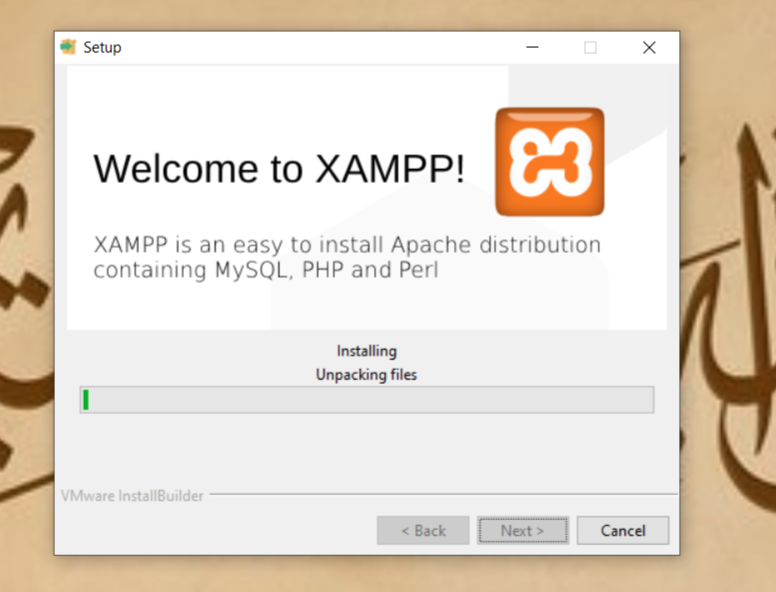 Setup
Welcome to XAMPP!
XAMPP is an easy to install Apache distribution
containing MySQL, PHP and Perl
Installing
Unpacking files
VMware InstallBuilder
< Back
Next >
Cancel